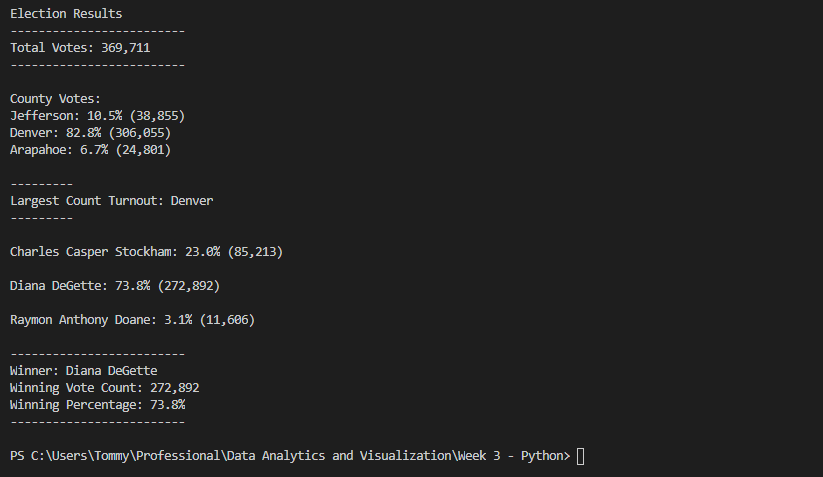 Election Results
-------------------------
Total Votes: 369,711
-------------------------
County Votes:
Jefferson: 10.5% (38,855)
Denver: 82.8% (306,055)
Arapahoe: 6.7% (24,801)
---------
Largest Count Turnout: Denver
---------
Charles Casper Stockham: 23.0% (85,213)
Diana DeGette: 73.8% (272,892)
Raymon Anthony Doane: 3.1% (11,606)
-------------------------
Winner: Diana DeGette
Winning Vote Count: 272,892
Winning Percentage: 73.8%
-------------------------
PS C:\Users\Tommy\Professional\Data Analytics and Visualization\Week 3 - Python>